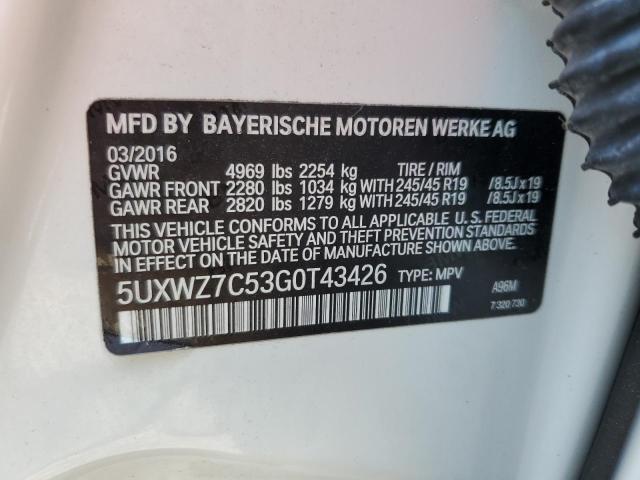 MFD BY BAYERISCHE MOTOREN WERKE AG
03/2016
GVWR 4969 lbs 2254 kg TIRE / RIM
GAWR FRONT 2280 lbs 1034 kg WITH 245/45 R19 /8.5J x 19
GAWR REAR 2820 lbs 1279 kg WITH 245/45 R19 /8.5J x 19
THIS VEHICLE CONFORMS TO ALL APPLICABLE U.S. FEDERAL
MOTOR VEHICLE SAFETY AND THEFT PREVENTION STANDARDS
IN EFFECT ON THE DATE OF MANUFACTURE SHOWN ABOVE.
5UXWZ7C53G0T43426 TYPE: MPV A96M
7 320 730